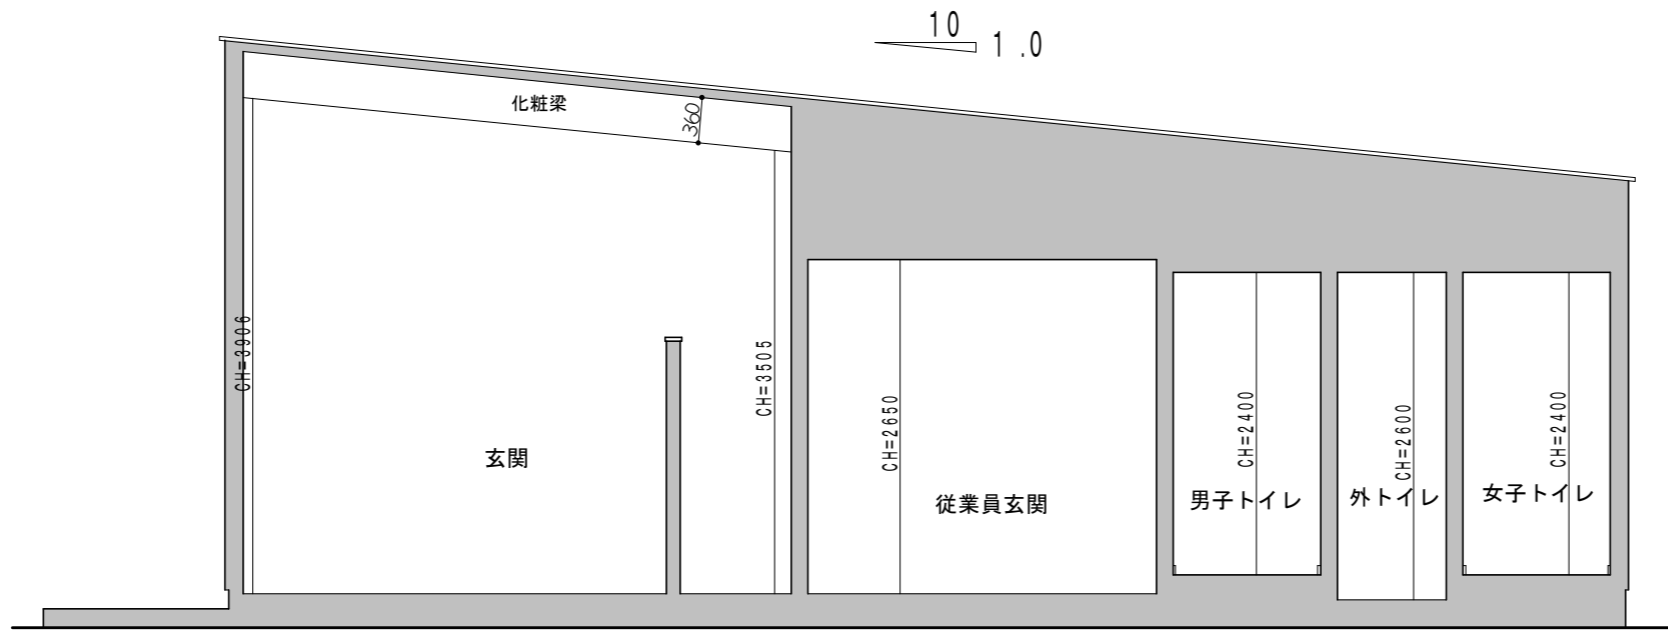 10
1.0
化粧梁
360
CH=3906
CH=3505
CH=2650
CH=2400
CH=2600
CH=2400
玄関
従業員玄関
男子トイレ
外トイレ
女子トイレ